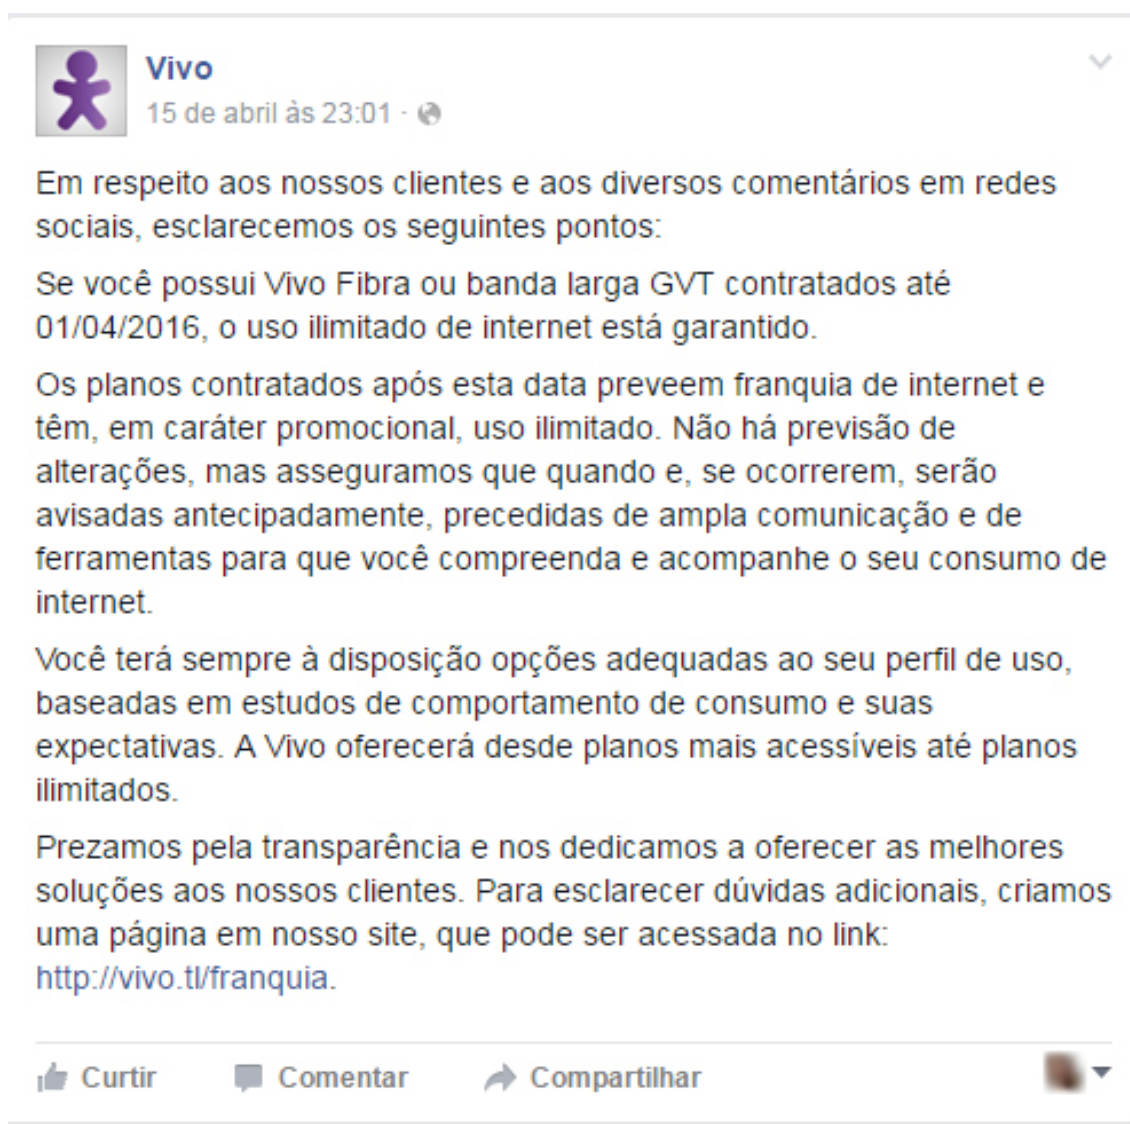 Vivo
15 de abril às 23:01 ·
Em respeito aos nossos clientes e aos diversos comentários em redes
sociais, esclarecemos os seguintes pontos:
Se você possui Vivo Fibra ou banda larga GVT contratados até
01/04/2016, o uso ilimitado de internet está garantido.
Os planos contratados após esta data preveem franquia de internet e
têm, em caráter promocional, uso ilimitado. Não há previsão de
alterações, mas asseguramos que quando e, se ocorrerem, serão
avisadas antecipadamente, precedidas de ampla comunicação e de
ferramentas para que você compreenda e acompanhe o seu consumo de
internet.
Você terá sempre à disposição opções adequadas ao seu perfil de uso,
baseadas em estudos de comportamento de consumo e suas
expectativas. A Vivo oferecerá desde planos mais acessíveis até planos
ilimitados.
Prezamos pela transparência e nos dedicamos a oferecer as melhores
soluções aos nossos clientes. Para esclarecer dúvidas adicionais, criamos
uma página em nosso site, que pode ser acessada no link:
http://vivo.tl/franquia.
Curtir Comentar Compartilhar